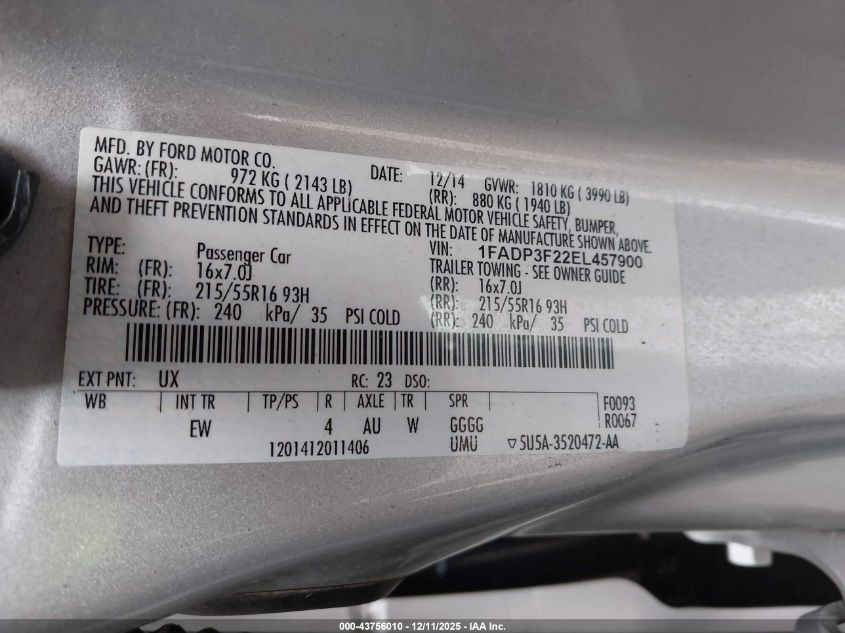 MFD. BY FORD MOTOR CO.
DATE: 12/14 GVWR: 1810 KG ( 3990 LB)
GAWR: (FR): 972 KG ( 2143 LB) (RR): 880 KG ( 1940 LB)
THIS VEHICLE CONFORMS TO ALL APPLICABLE FEDERAL MOTOR VEHICLE SAFETY, BUMPER,
AND THEFT PREVENTION STANDARDS IN EFFECT ON THE DATE OF MANUFACTURE SHOWN ABOVE.
VIN: 1FADP3F22EL457900
TYPE: Passenger Car TRAILER TOWING - SEE OWNER GUIDE
RIM: (FR): 16x7.0J (RR): 16x7.0J
TIRE: (FR): 215/55R16 93H (RR): 215/55R16 93H
PRESSURE: (FR): 240 kPa/ 35 PSI COLD (RR): 240 kPa/ 35 PSI COLD
EXT PNT: UX RC: 23 DSO:
WB | INT TR | TP/PS | R | AXLE | TR | SPR F0093
EW 4 AU W GGGG R0067
1201412011406 UMU ▽5U5A-3520472-AA
000-43756010 - 12/11/2025 - IAA Inc.